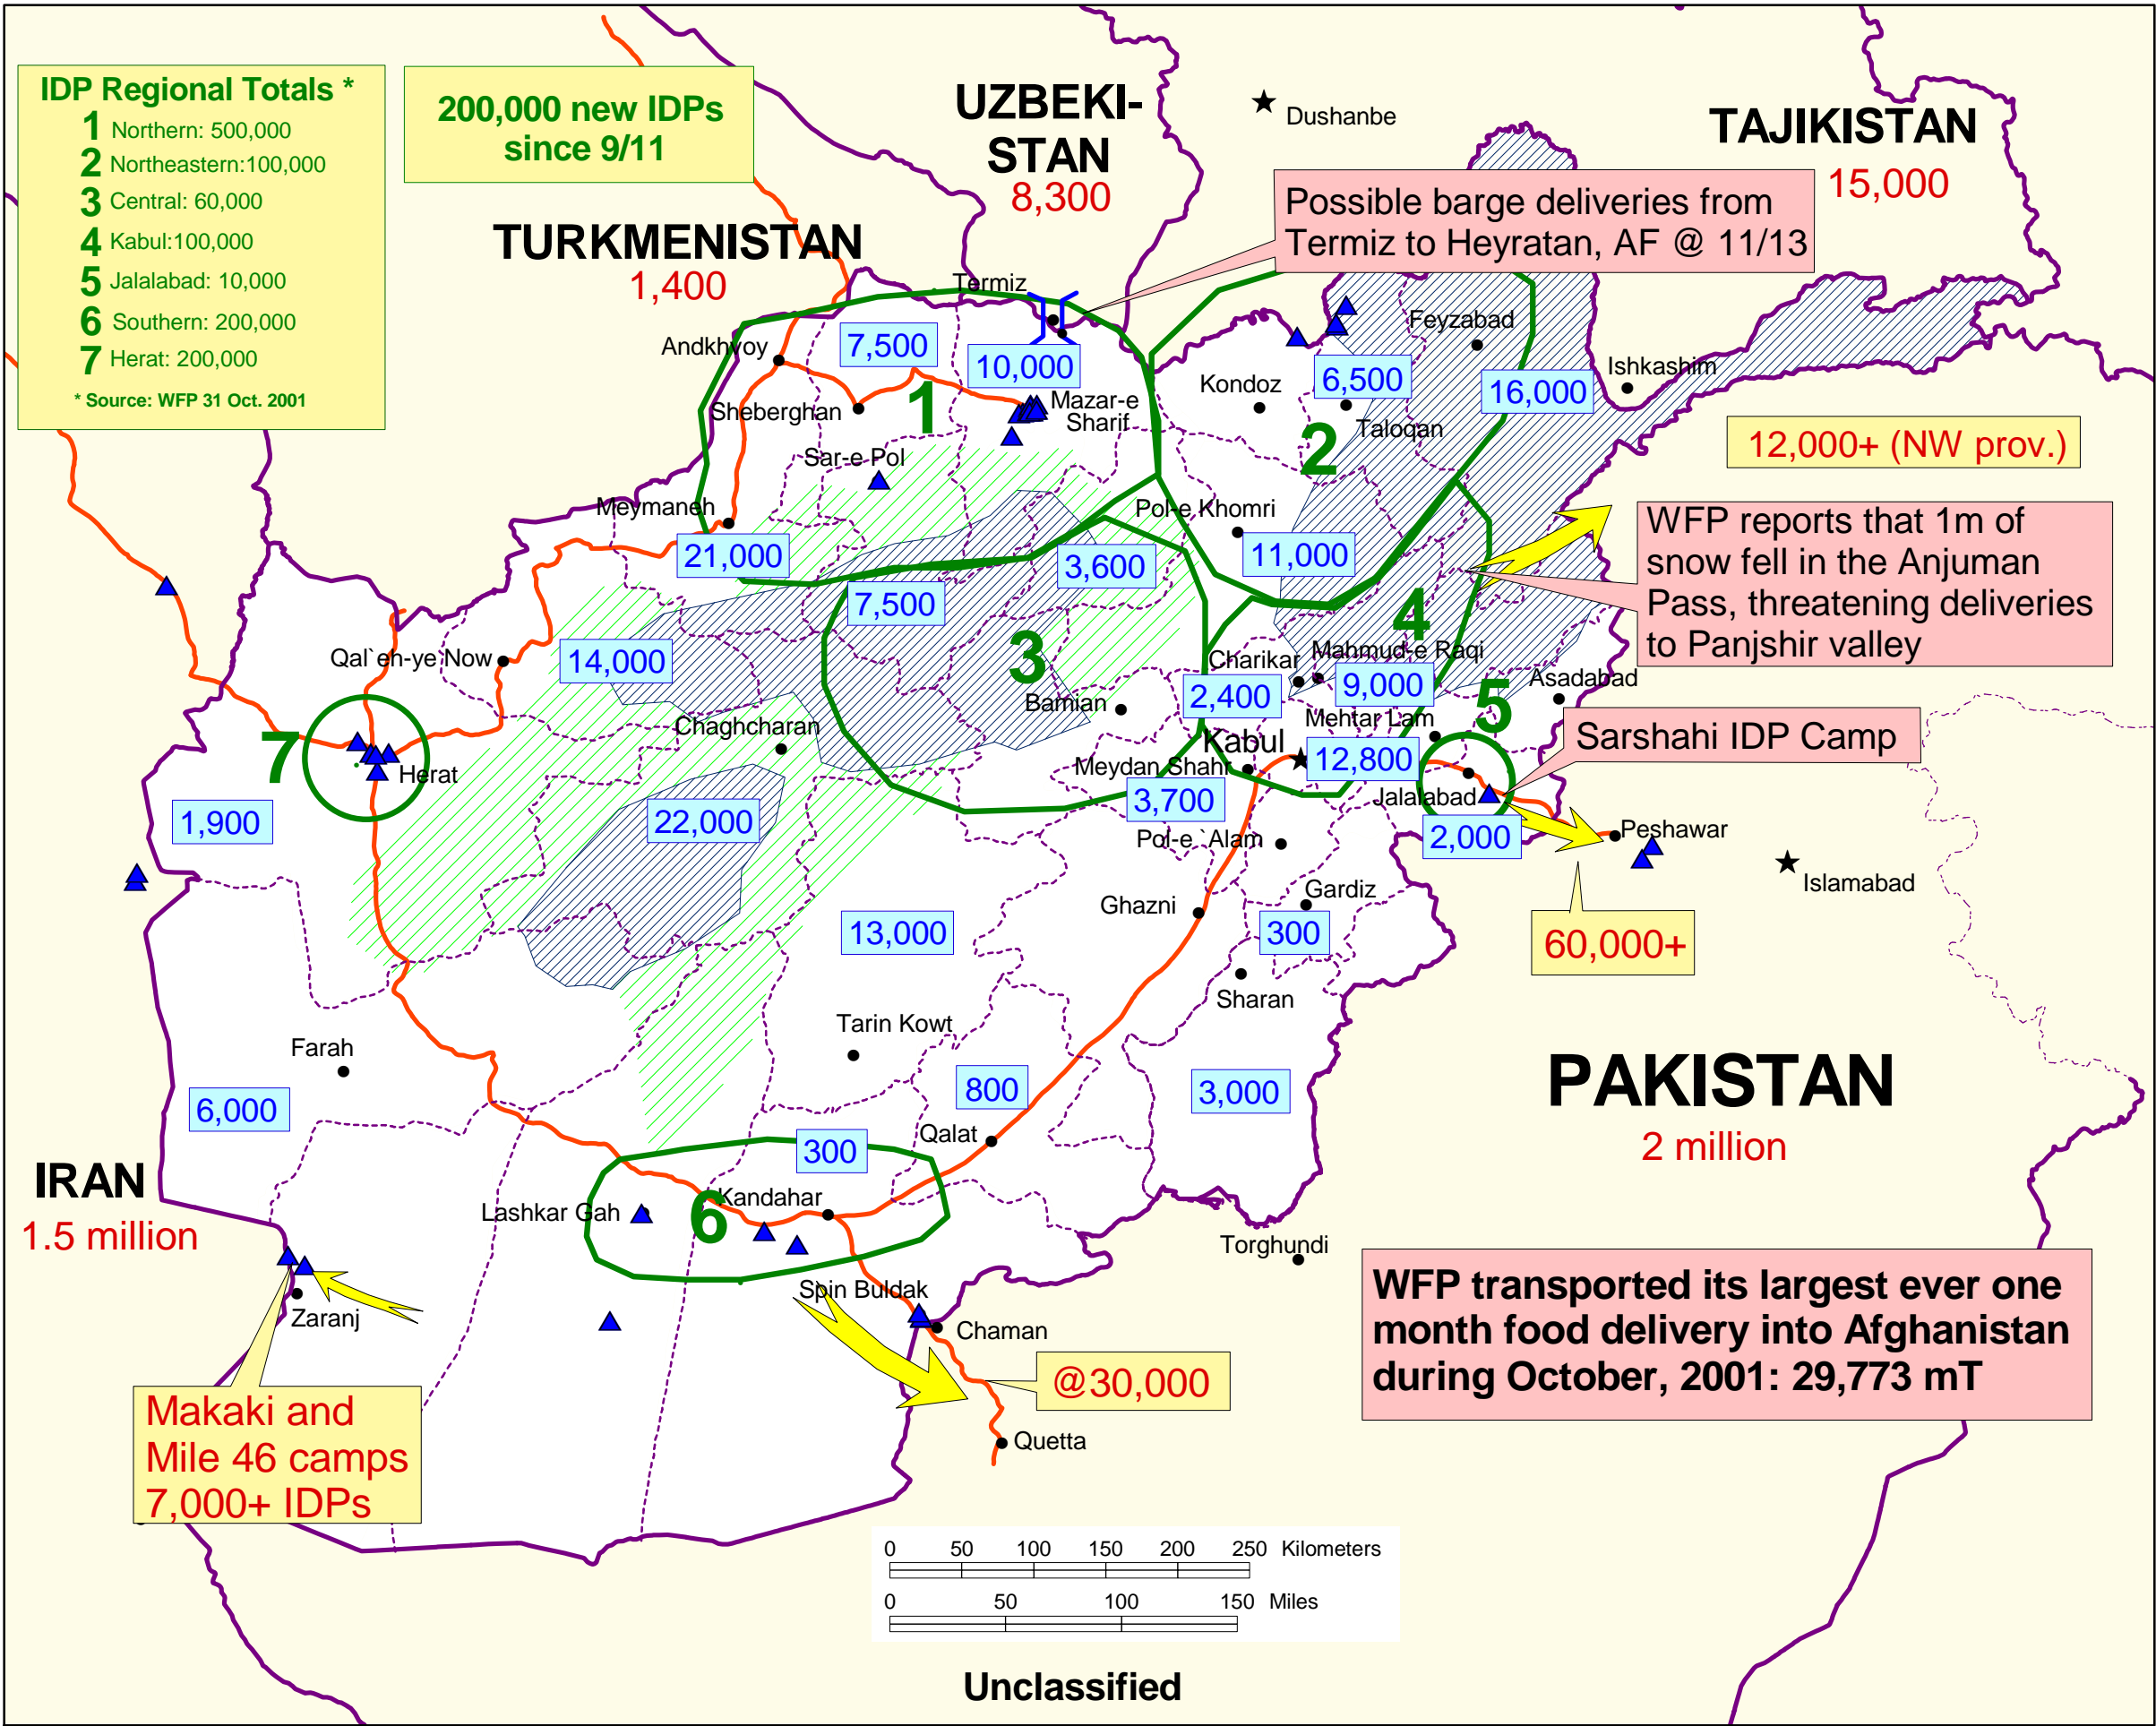 IDP Regional Totals *
1 Northern: 500,000
2 Northeastern:100,000
3 Central: 60,000
4 Kabul:100,000
5 Jalalabad: 10,000
6 Southern: 200,000
7 Herat: 200,000
* Source: WFP 31 Oct. 2001
200,000 new IDPs
since 9/11
UZBEKI-
STAN
8,300
Dushanbe
TAJIKISTAN
15,000
TURKMENISTAN
1,400
Possible barge deliveries from
Termiz to Heyratan, AF @ 11/13
Termiz
Andkhvoy
7,500
10,000
Feyzabad
Ishkashim
6,500
16,000
Kondoz
Sheberghan
1
Mazar-e
Sharif
Taloqan
2
12,000+ (NW prov.)
Sar-e Pol
Meymaneh
Pol-e Khomri
21,000
3,600
11,000
WFP reports that 1m of
snow fell in the Anjuman
Pass, threatening deliveries
to Panjshir valley
7,500
4
Qal`eh-ye Now
14,000
3
Charikar
Mahmud-e Raqi
2,400
9,000
Asadabad
5
Bamian
Chaghcharan
Mehtar Lam
Sarshahi IDP Camp
7
Herat
Kabul
12,800
Meydan Shahr
3,700
Jalalabad
1,900
22,000
Pol-e `Alam
2,000
Peshawar
Islamabad
Gardiz
Ghazni
13,000
300
60,000+
Sharan
Tarin Kowt
Farah
6,000
800
3,000
PAKISTAN
2 million
Qalat
300
IRAN
1.5 million
Lashkar Gah
6
Kandahar
Torghundi
WFP transported its largest ever one
month food delivery into Afghanistan
during October, 2001: 29,773 mT
Spin Buldak
Zaranj
Chaman
@30,000
Makaki and
Mile 46 camps
7,000+ IDPs
Quetta
0 50 100 150 200 250 Kilometers
0 50 100 150 Miles
Unclassified